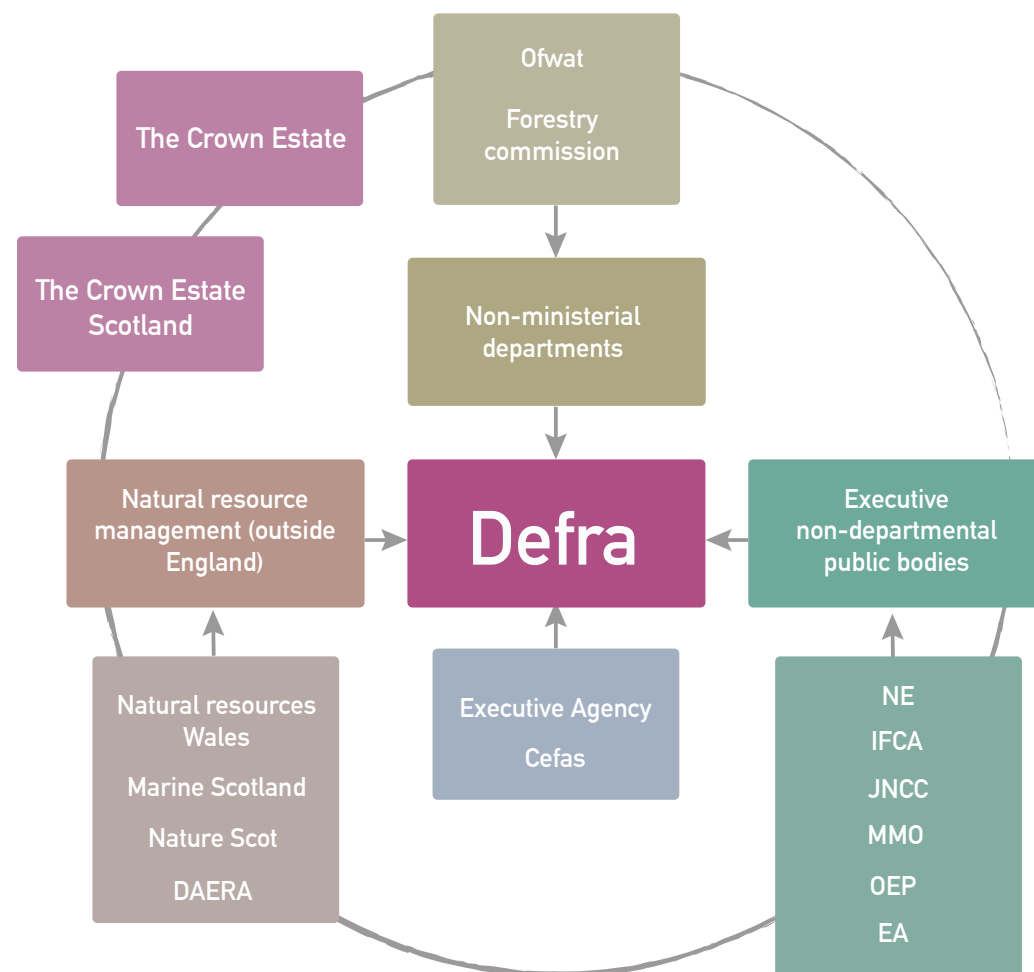 Ofwat
Forestry
commission
The Crown Estate
The Crown Estate
Scotland
Non-ministerial
departments
Natural resource
management (outside
England)
Defra
Executive
non-departmental
public bodies
Natural resources
Wales
Marine Scotland
Nature Scot
DAERA
Executive Agency
Cefas
NE
IFCA
JNCC
MMO
OEP
EA